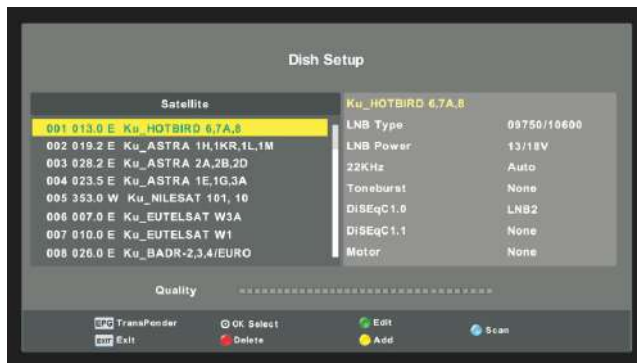 Dish Setup
Satellite
001 013.0 E Ku_HOTBIRD 6,7A,8
002 019.2 E Ku_ASTRA 1H,1KR,1L,1M
003 028.2 E Ku_ASTRA 2A,2B,2D
004 023.5 E Ku_ASTRA 1E,1G,3A
005 353.0 W Ku_NILESAT 101, 10
006 007.0 E Ku_EUTELSAT W3A
007 010.0 E Ku_EUTELSAT W1
008 026.0 E Ku_BADR-2,3,4/EURO
Ku_HOTBIRD 6,7A,8
LNB Type 09750/10600
LNB Power 13/18V
22KHz Auto
Toneburst None
DiSEqC1.0 LNB2
DiSEqC1.1 None
Motor None
Quality
EPG TransPonder OK Select Edit Scan
EXIT Exit Delete Add